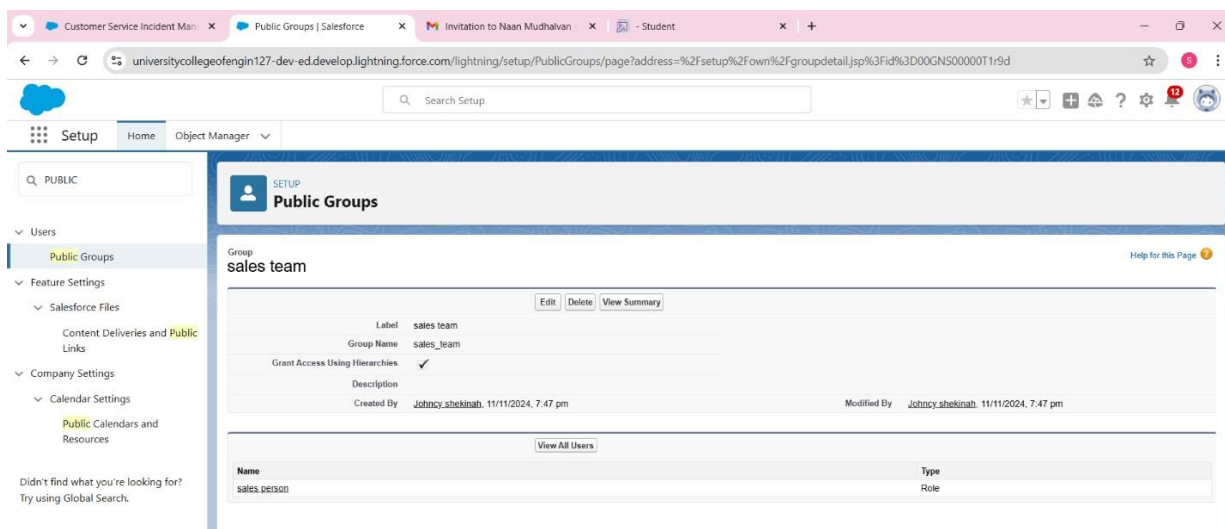 Customer Service Incident Man
Public Groups | Salesforce
Invitation to Naan Mudhalvan -
- Student
universitycollegeofengin127-dev-ed.develop.lightning.force.com/lightning/setup/PublicGroups/page?address=%2Fsetup%2Fown%2Fgroupdetail.jsp%3Fid%3D00GNS00000T1r9d
S
Search Setup
12
Setup
Home
Object Manager
PUBLIC
SETUP
Public Groups
Users
Public Groups
Feature Settings
Salesforce Files
Content Deliveries and Public
Links
Company Settings
Calendar Settings
Public Calendars and
Resources
Didn't find what you're looking for?
Try using Global Search.
Group
sales team
Help for this Page
Edit Delete View Summary
Label sales team
Group Name sales_team
Grant Access Using Hierarchies
Description
Created By Johncy shekinah, 11/11/2024, 7:47 pm
Modified By Johncy shekinah, 11/11/2024, 7:47 pm
View All Users
Name Type
sales person Role